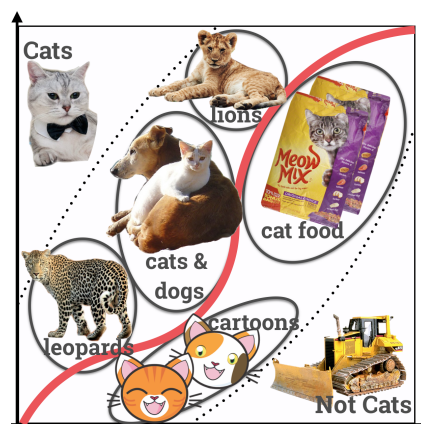 Cats
lions
MEOW
MIX
cat food
cats &
dogs
cartoons
leopards
Not Cats